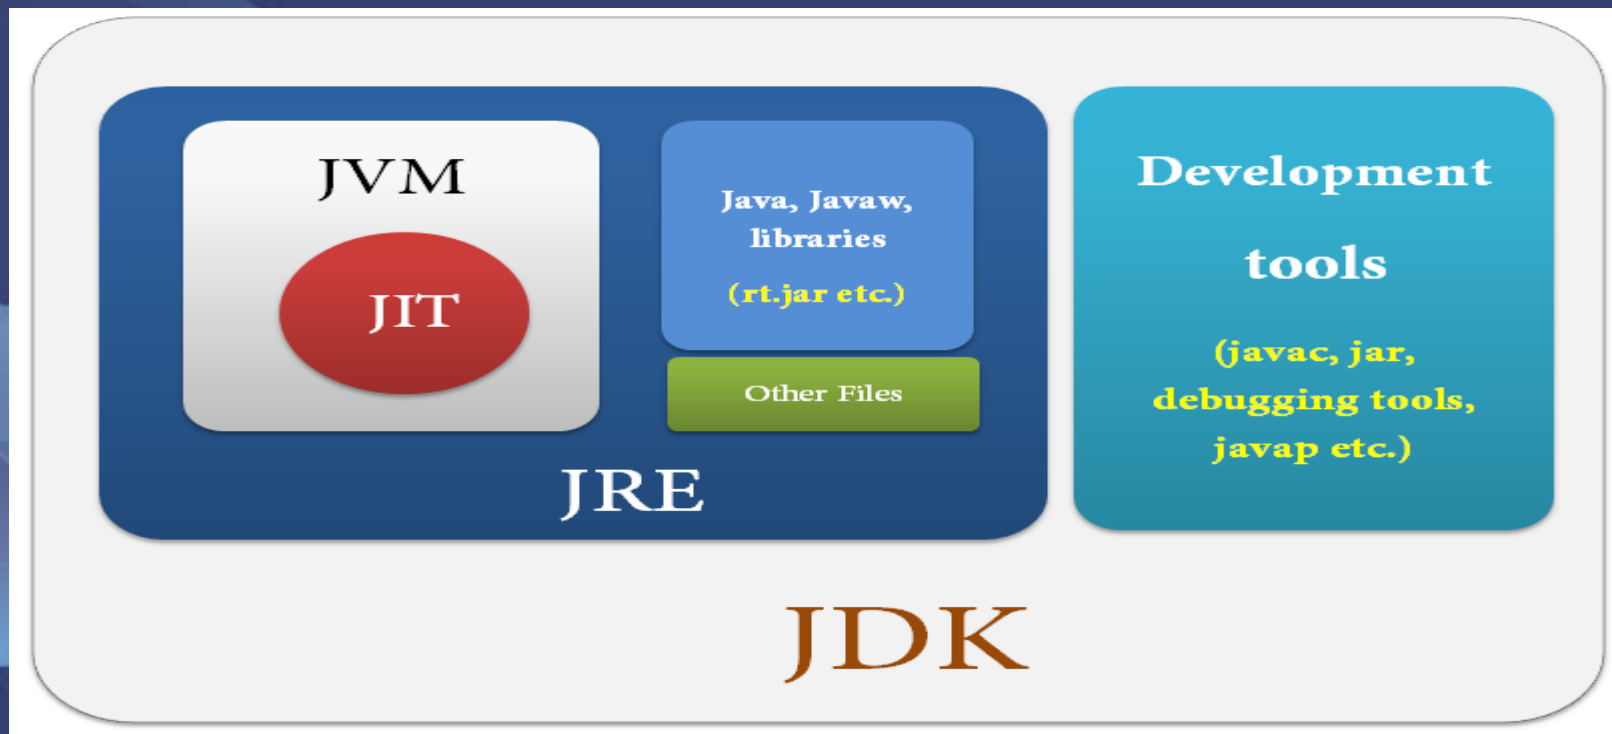 JVM
JIT
Java, Javaw,
libraries
(rt.jar etc.)
Other Files
JRE
Development
tools
(javac, jar,
debugging tools,
javap etc.)
JDK